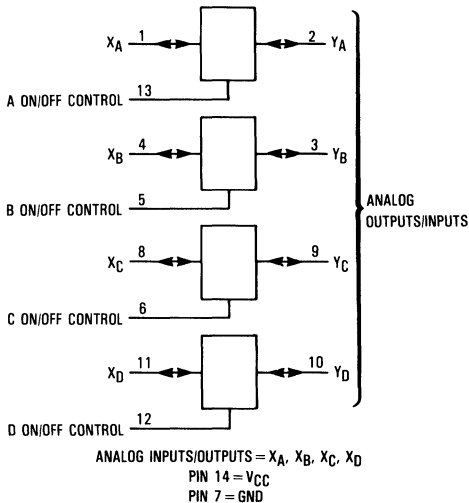 X_A 1 2 Y_A
A ON/OFF CONTROL 13
X_B 4 3 Y_B
B ON/OFF CONTROL 5
ANALOG
OUTPUTS/INPUTS
X_C 8 9 Y_C
C ON/OFF CONTROL 6
X_D 11 10 Y_D
D ON/OFF CONTROL 12
ANALOG INPUTS/OUTPUTS = X_A, X_B, X_C, X_D
PIN 14 = V_CC
PIN 7 = GND